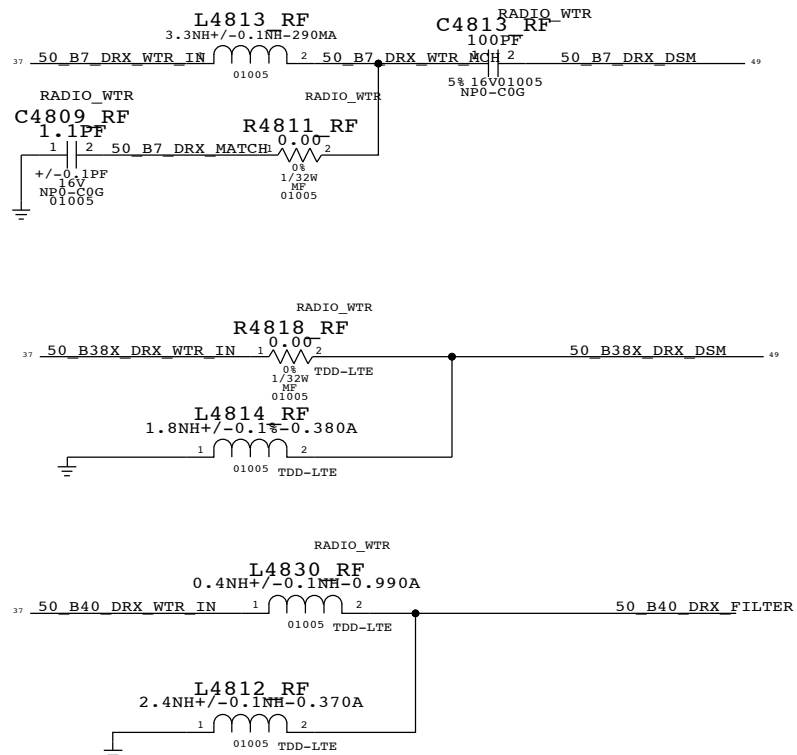 L4813_RF
3.3NH+/-0.1NH-290MA
37 50_B7_DRX_WTR_IN 1 2 50_B7_DRX_WTR_MCH
01005
RADIO_WTR
C4813_RF
100PF
1 2 50_B7_DRX_DSM 49
5% 16V01005
NP0-C0G
RADIO_WTR
C4809_RF
1.1PF
1 2 50_B7_DRX_MATCH
+/-0.1PF
16V
NP0-C0G
01005
RADIO_WTR
R4811_RF
0.00
1 2
0%
1/32W
MF
01005
RADIO_WTR
R4818_RF
0.00
37 50_B38X_DRX_WTR_IN 1 2 50_B38X_DRX_DSM 49
0% TDD-LTE
1/32W
MF
01005
L4814_RF
1.8NH+/-0.1%-0.380A
1 2
01005 TDD-LTE
RADIO_WTR
L4830_RF
0.4NH+/-0.1NH-0.990A
37 50_B40_DRX_WTR_IN 1 2 50_B40_DRX_FILTER
01005 TDD-LTE
L4812_RF
2.4NH+/-0.1NH-0.370A
1 2
01005 TDD-LTE